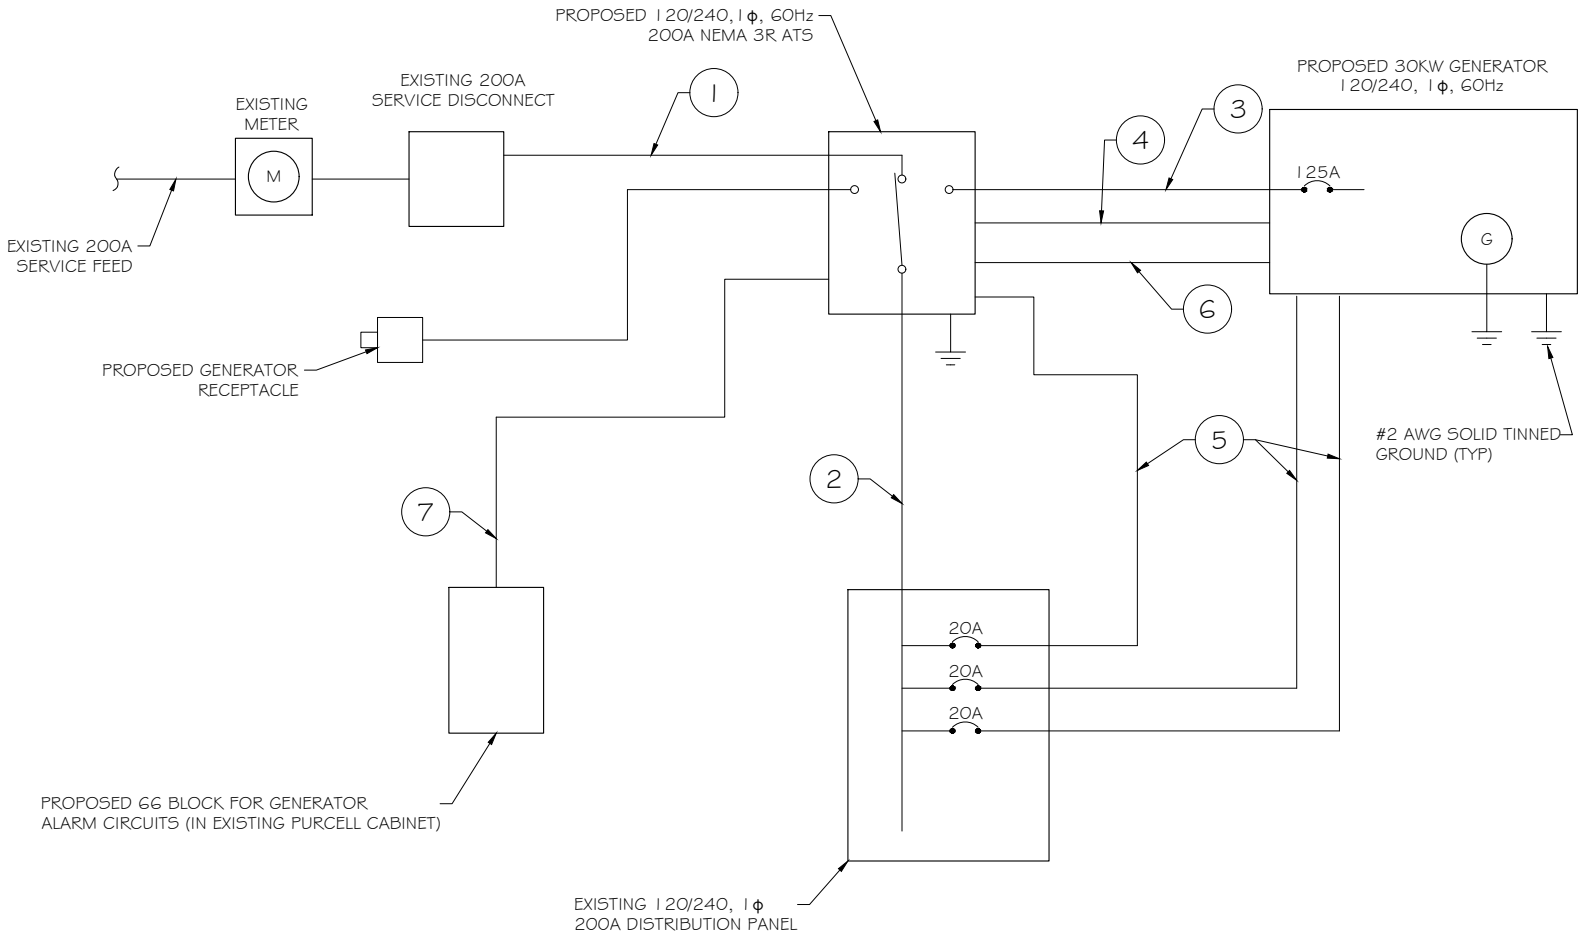 PROPOSED 120/240,1ϕ, 60Hz
200A NEMA 3R ATS
EXISTING 200A
SERVICE DISCONNECT
1
EXISTING
METER
M
PROPOSED 30KW GENERATOR
120/240, 1ϕ, 60Hz
3
4
125A
G
EXISTING 200A
SERVICE FEED
6
PROPOSED GENERATOR
RECEPTACLE
#2 AWG SOLID TINNED
GROUND (TYP)
5
2
7
20A
20A
20A
PROPOSED 66 BLOCK FOR GENERATOR
ALARM CIRCUITS (IN EXISTING PURCELL CABINET)
EXISTING 120/240, 1ϕ
200A DISTRIBUTION PANEL